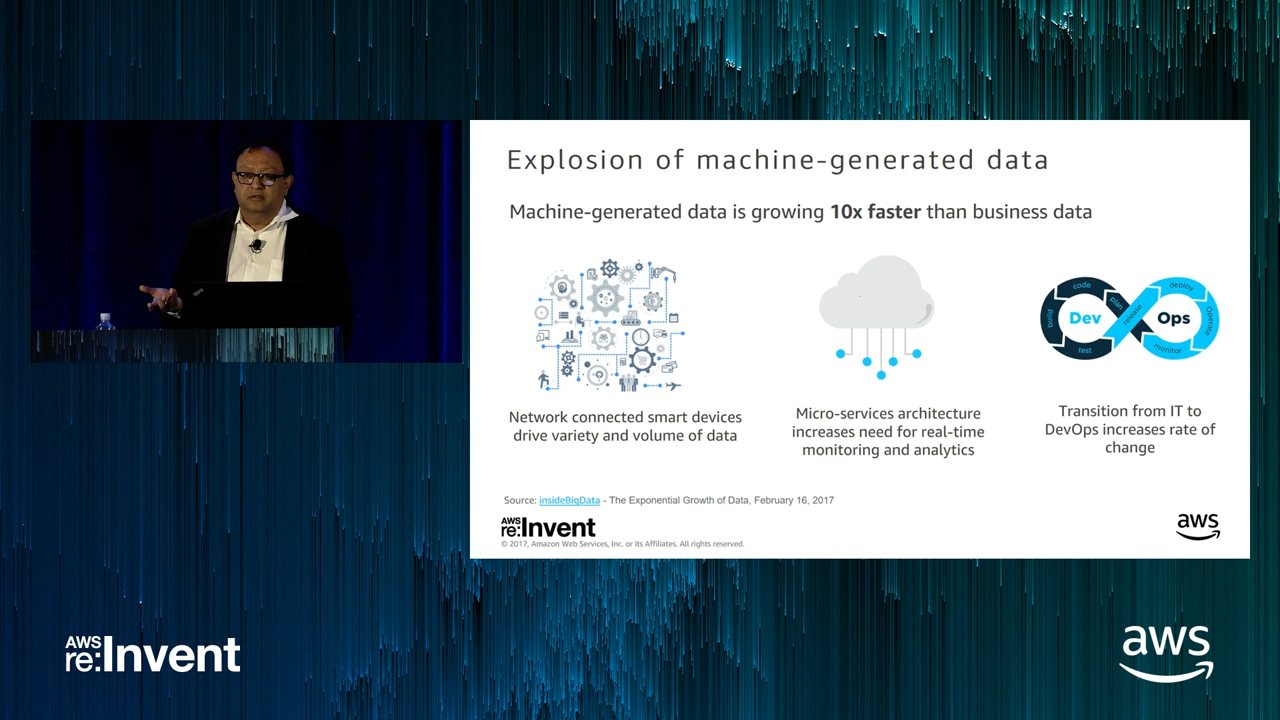 Explosion of machine-generated data
Machine-generated data is growing 10x faster than business data
code
build
plan
Dev
test
release
deploy
Ops
Operate
monitor
Network connected smart devices
drive variety and volume of data
Micro-services architecture
increases need for real-time
monitoring and analytics
Transition from IT to
DevOps increases rate of
change
Source: insideBigData - The Exponential Growth of Data, February 16, 2017
AWS
re:Invent
© 2017, Amazon Web Services, Inc. or its Affiliates. All rights reserved.
aws
AWS
re:Invent
aws